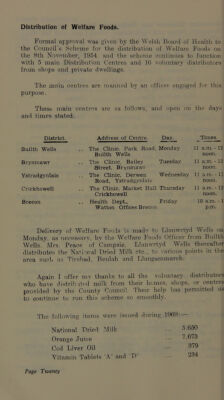 Distribution of Welfare Foods.
Formal approval was given by the Welsh Board of Health to
the Council's Scheme for the distribution of Welfare Foods on
the 8th November, 1954 and the scheme continues to function
with 5 main Distribution Centres and 16 voluntary distributors
from shops and private dwellings.
The main centres are manned by an officer engaged for this
purpose.
These main centres are as follows, and open on the days
and times stated.
District. Address of Centre. Day. Times.
Builth Wells .. The Clinic, Park Road, Monday 11 a.m. - 12
Builth Wells noon.
Brynmawr .. The Clinic, Bailey Tuesday 11 a.m. - 12
Street, Brynmawr noon.
Ystradgynlais .. The Clinic, Derwen Wednesday 11 a.m. - 12
Road, Ystradgynlais noon.
Crickhowell .. The Clinic, Market Hall Thursday 11 a.m. - 12
Crickhowell noon.
Brecon .. Health Dept., Friday 10 a.m. -
Watton Offices Brecon p.m.
Delivery of Welfare Foods is made to Llanwrtyd Wells on
Monday, as necessary, by the Welfare Foods Officer from Builth
Wells. Mrs. Peace of Campsie, Llanwrtyd Wells thereafter
distributes the National Dried Milk etc., to various points in the
area such as Tirabad, Beulah and Llangammarch.
Again I offer my thanks to all the voluntary distributors
who have distributed milk from their homes, shops, or centres
provided by the County Council. Their help has permitted us
to continue to run this scheme so smoothly.
The following items were issued during 1969:—
National Dried Milk ... 3,650
Orange Juice ... 7,673
Cod Liver Oil ... 379
Vitamin Tablets 'A' and 'D' ... 234
Page Twenty